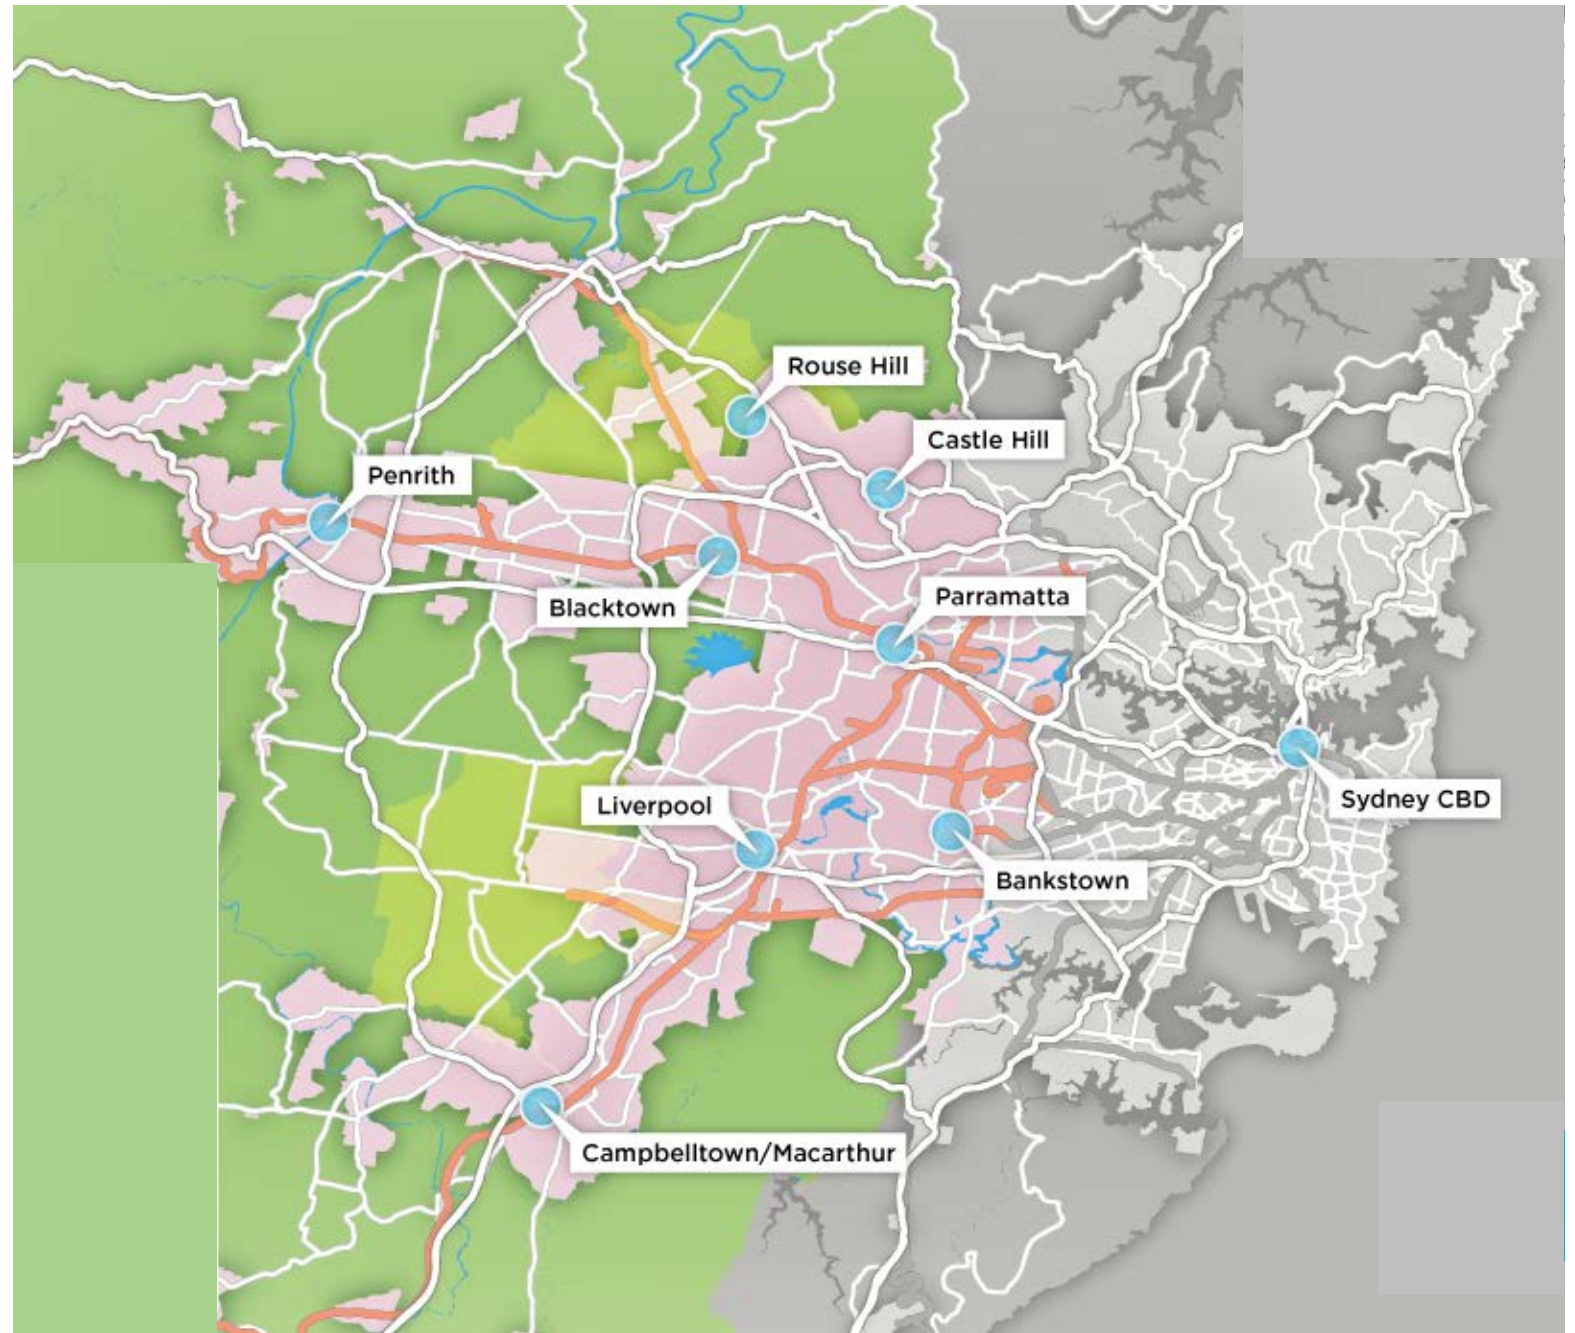 Rouse Hill
Castle Hill
Penrith
Blacktown
Parramatta
Liverpool
Sydney CBD
Bankstown
Campbelltown/Macarthur